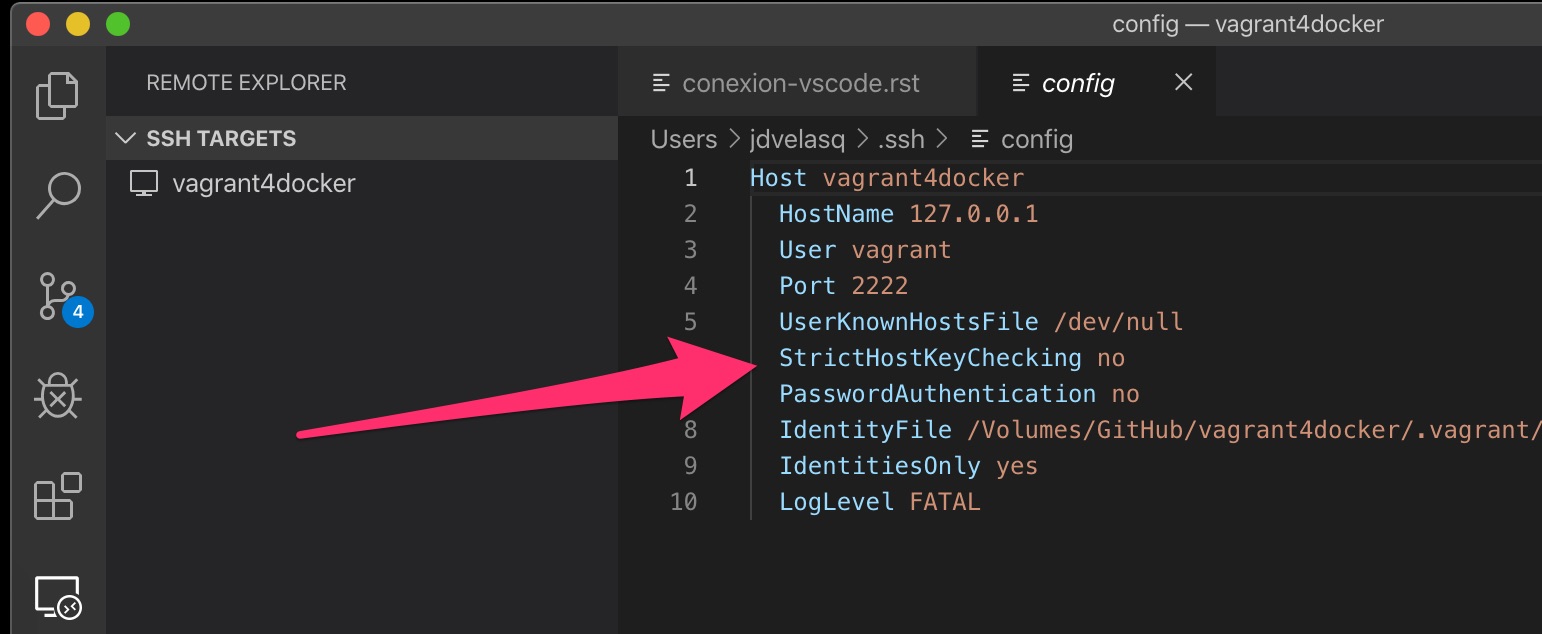 config — vagrant4docker
REMOTE EXPLORER
SSH TARGETS
vagrant4docker
4
conexion-vscode.rst
config
Users > jdvelasq > .ssh > config
1 Host vagrant4docker
2 HostName 127.0.0.1
3 User vagrant
4 Port 2222
5 UserKnownHostsFile /dev/null
StrictHostKeyChecking no
PasswordAuthentication no
8 IdentityFile /Volumes/GitHub/vagrant4docker/.vagrant/
9 IdentitiesOnly yes
10 LogLevel FATAL